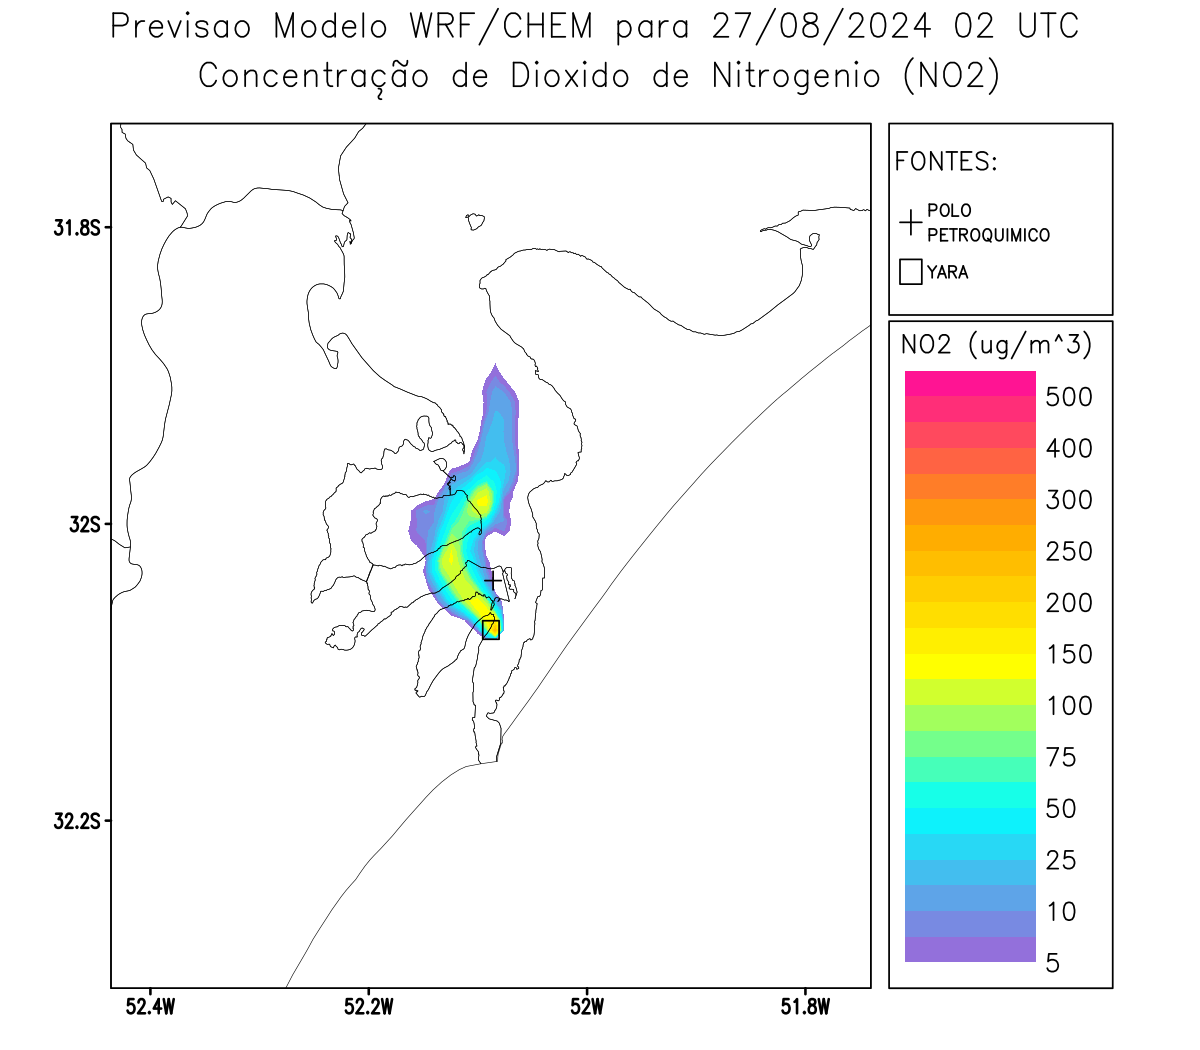 Previsao Modelo WRF/CHEM para 27/08/2024 02 UTC
Concentração de Dioxido de Nitrogenio (NO2)
FONTES:
POLO
PETROQUIMICO
YARA
NO2 (ug/m^3)
500
400
300
250
200
150
100
75
50
25
10
5
31.8S
32S
32.2S
52.4W
52.2W
52W
51.8W